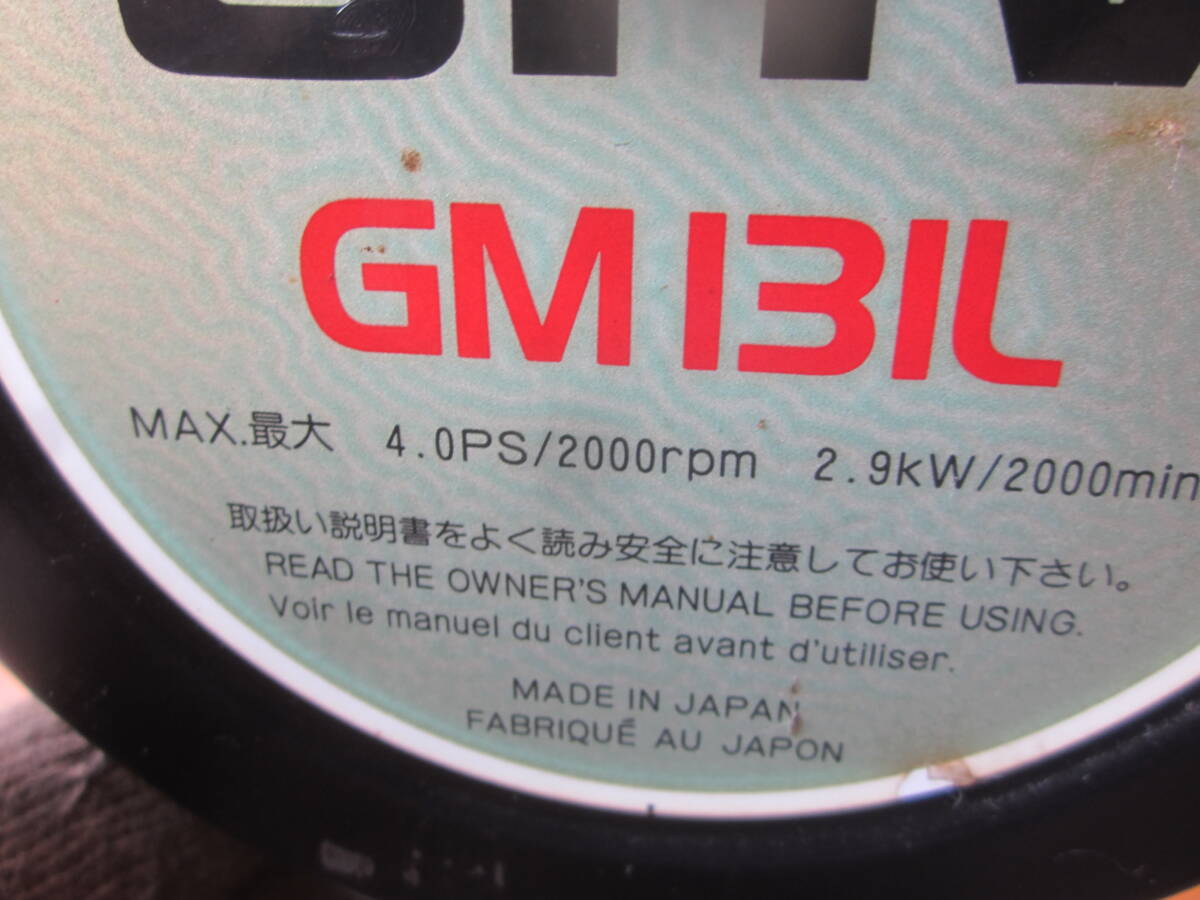 GM131L
MAX.最大 4.0PS/2000rpm 2.9kW/2000min
取扱い説明書をよく読み安全に注意してお使い下さい。
READ THE OWNER'S MANUAL BEFORE USING.
Voir le manuel du client avant d'utiliser.
MADE IN JAPAN
FABRIQUÉ AU JAPON